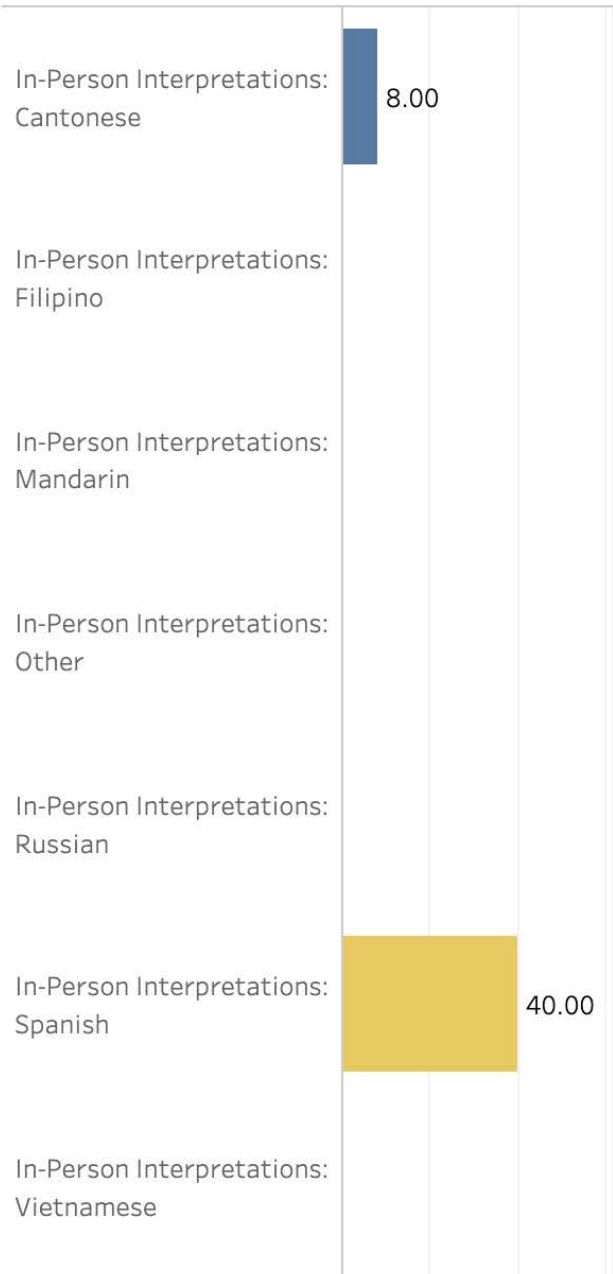 In-Person Interpretations:
Cantonese
8.00
In-Person Interpretations:
Filipino
In-Person Interpretations:
Mandarin
In-Person Interpretations:
Other
In-Person Interpretations:
Russian
In-Person Interpretations:
Spanish
40.00
In-Person Interpretations:
Vietnamese